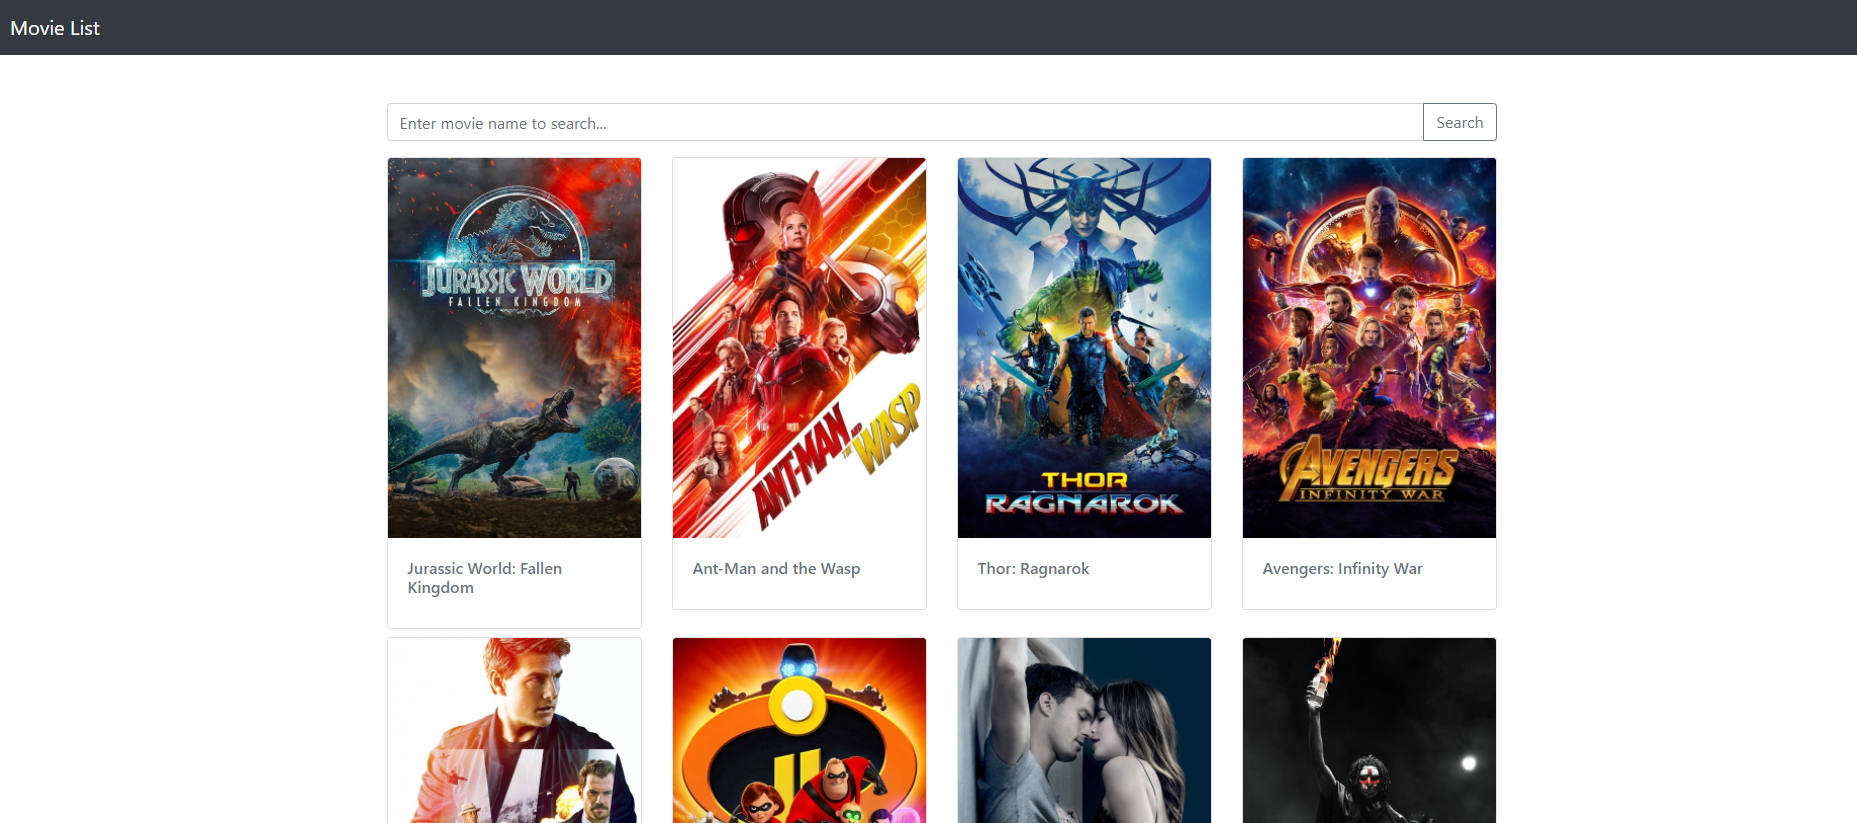 Movie List
Enter movie name to search...
Search
JURASSIC WORLD
FALLEN KINGDOM
ANT-MAN AND THE WASP
THOR
RAGNAROK
AVENGERS
INFINITY WAR
Jurassic World: Fallen
Kingdom
Ant-Man and the Wasp
Thor: Ragnarok
Avengers: Infinity War